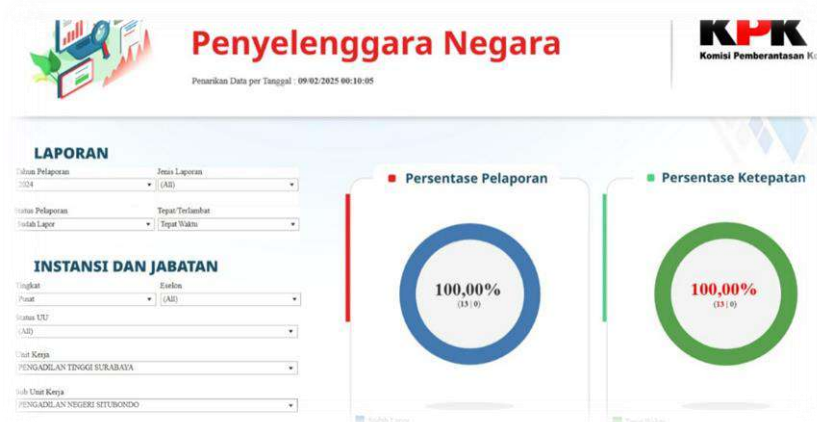 Penyelenggara Negara
KPK
Komisi Pemberantasan
Penarikan Data per Tanggal : 09/02/2025 00:10:05
LAPORAN
Tahun Pelaporan
Jenis Laporan
2024
(All)
Status Pelaporan
Tepat/Terlambat
Sudah Lapor
Tepat Waktu
INSTANSI DAN JABATAN
Tingkat
Eselon
Pusat
(All)
Status UU
(All)
Unit Kerja
PENGADILAN TINGGI SURABAYA
Sub Unit Kerja
PENGADILAN NEGERI SITUBONDO
Persentase Pelaporan
100,00%
(13 | 0)
Sudah Lapor
Persentase Ketepatan
100,00%
(13 | 0)